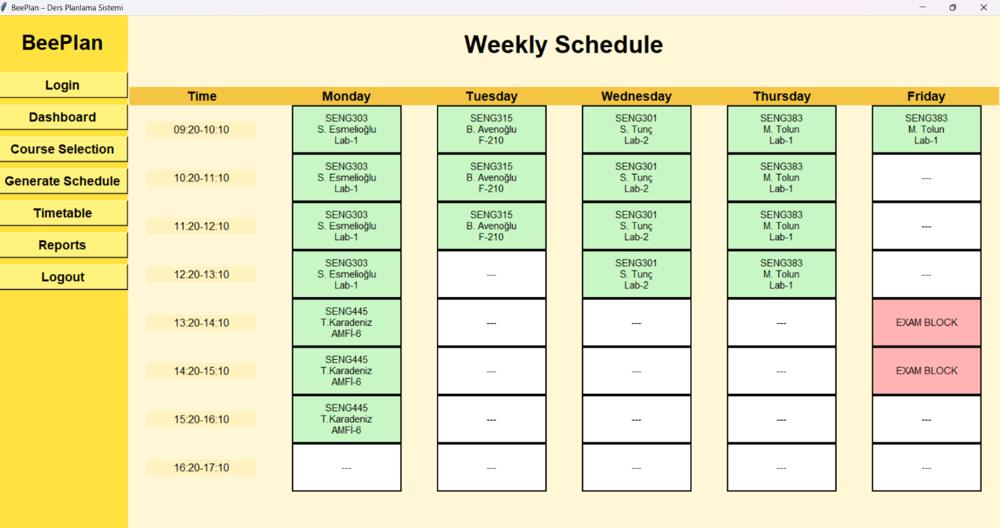 BeePlan – Ders Planlama Sistemi
BeePlan
Login
Dashboard
Course Selection
Generate Schedule
Timetable
Reports
Logout
Weekly Schedule
Time Monday Tuesday Wednesday Thursday Friday
09:20-10:10
SENG303
S. Esmelioğlu
Lab-1
SENG315
B. Avenoğlu
F-210
SENG301
S. Tunç
Lab-2
SENG383
M. Tolun
Lab-1
SENG383
M. Tolun
Lab-1
10:20-11:10
SENG303
S. Esmelioğlu
Lab-1
SENG315
B. Avenoğlu
F-210
SENG301
S. Tunç
Lab-2
SENG383
M. Tolun
Lab-1
---
11:20-12:10
SENG303
S. Esmelioğlu
Lab-1
SENG315
B. Avenoğlu
F-210
SENG301
S. Tunç
Lab-2
SENG383
M. Tolun
Lab-1
---
12:20-13:10
SENG303
S. Esmelioğlu
Lab-1
---
SENG301
S. Tunç
Lab-2
SENG383
M. Tolun
Lab-1
---
13:20-14:10
SENG445
T.Karadeniz
AMFİ-6
---
---
---
EXAM BLOCK
14:20-15:10
SENG445
T.Karadeniz
AMFİ-6
---
---
---
EXAM BLOCK
15:20-16:10
SENG445
T.Karadeniz
AMFİ-6
---
---
---
---
16:20-17:10
---
---
---
---
---